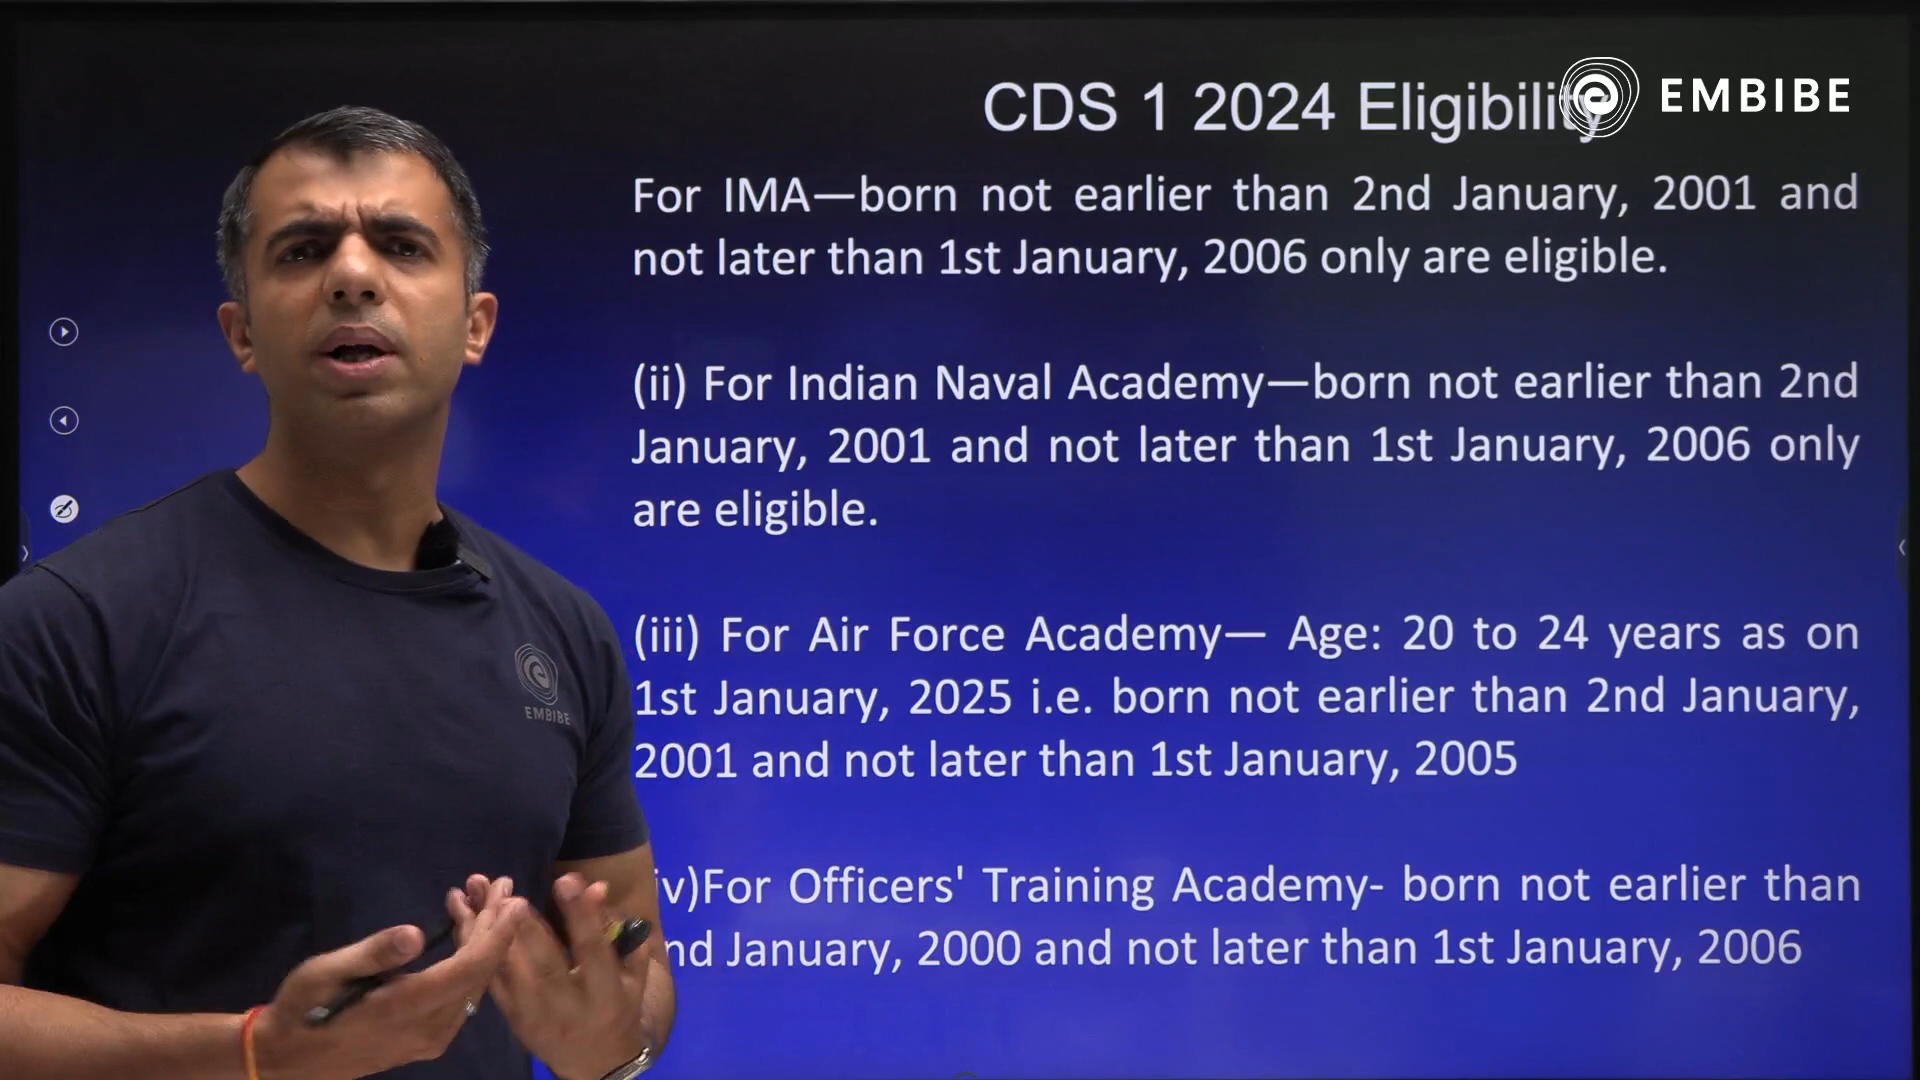 CDS 1 2024 Eligibility
EMBIBE
For IMA—born not earlier than 2nd January, 2001 and
not later than 1st January, 2006 only are eligible.
(ii) For Indian Naval Academy—born not earlier than 2nd
January, 2001 and not later than 1st January, 2006 only
are eligible.
(iii) For Air Force Academy— Age: 20 to 24 years as on
1st January, 2025 i.e. born not earlier than 2nd January,
2001 and not later than 1st January, 2005
iv)For Officers' Training Academy- born not earlier than
nd January, 2000 and not later than 1st January, 2006
EMBIBE